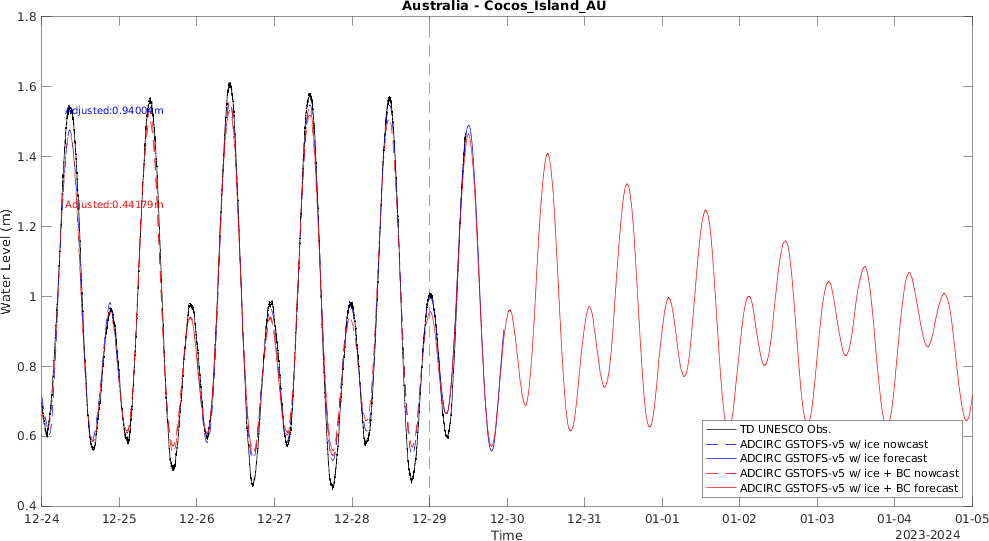 Australia - Cocos_Island_AU
1.8
1.6
1.4
1.2
1
0.8
0.6
0.4
Water Level (m)
Adjusted:0.94004m
Adjusted:0.44179m
TD UNESCO Obs.
ADCIRC GSTOFS-v5 w/ ice nowcast
ADCIRC GSTOFS-v5 w/ ice forecast
ADCIRC GSTOFS-v5 w/ ice + BC nowcast
ADCIRC GSTOFS-v5 w/ ice + BC forecast
12-24 12-25 12-26 12-27 12-28 12-29 12-30 12-31 01-01 01-02 01-03 01-04 01-05
Time
2023-2024